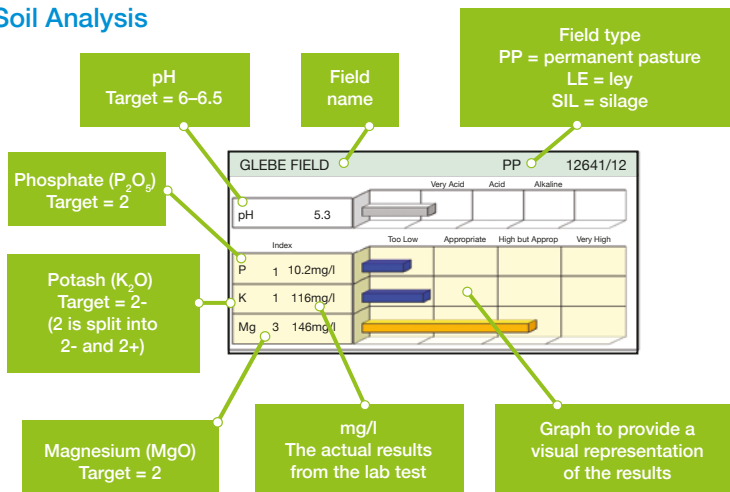 Soil Analysis
pH
Target = 6–6.5
Field
name
Field type
PP = permanent pasture
LE = ley
SIL = silage
Phosphate (P₂O₅)
Target = 2
Potash (K₂O)
Target = 2-
(2 is split into
2- and 2+)
GLEBE FIELD PP 12641/12
Very Acid Acid Alkaline
pH 5.3
Index Too Low Appropriate High but Approp Very High
P 1 10.2mg/l
K 1 116mg/l
Mg 3 146mg/l
Magnesium (MgO)
Target = 2
mg/l
The actual results
from the lab test
Graph to provide a
visual representation
of the results